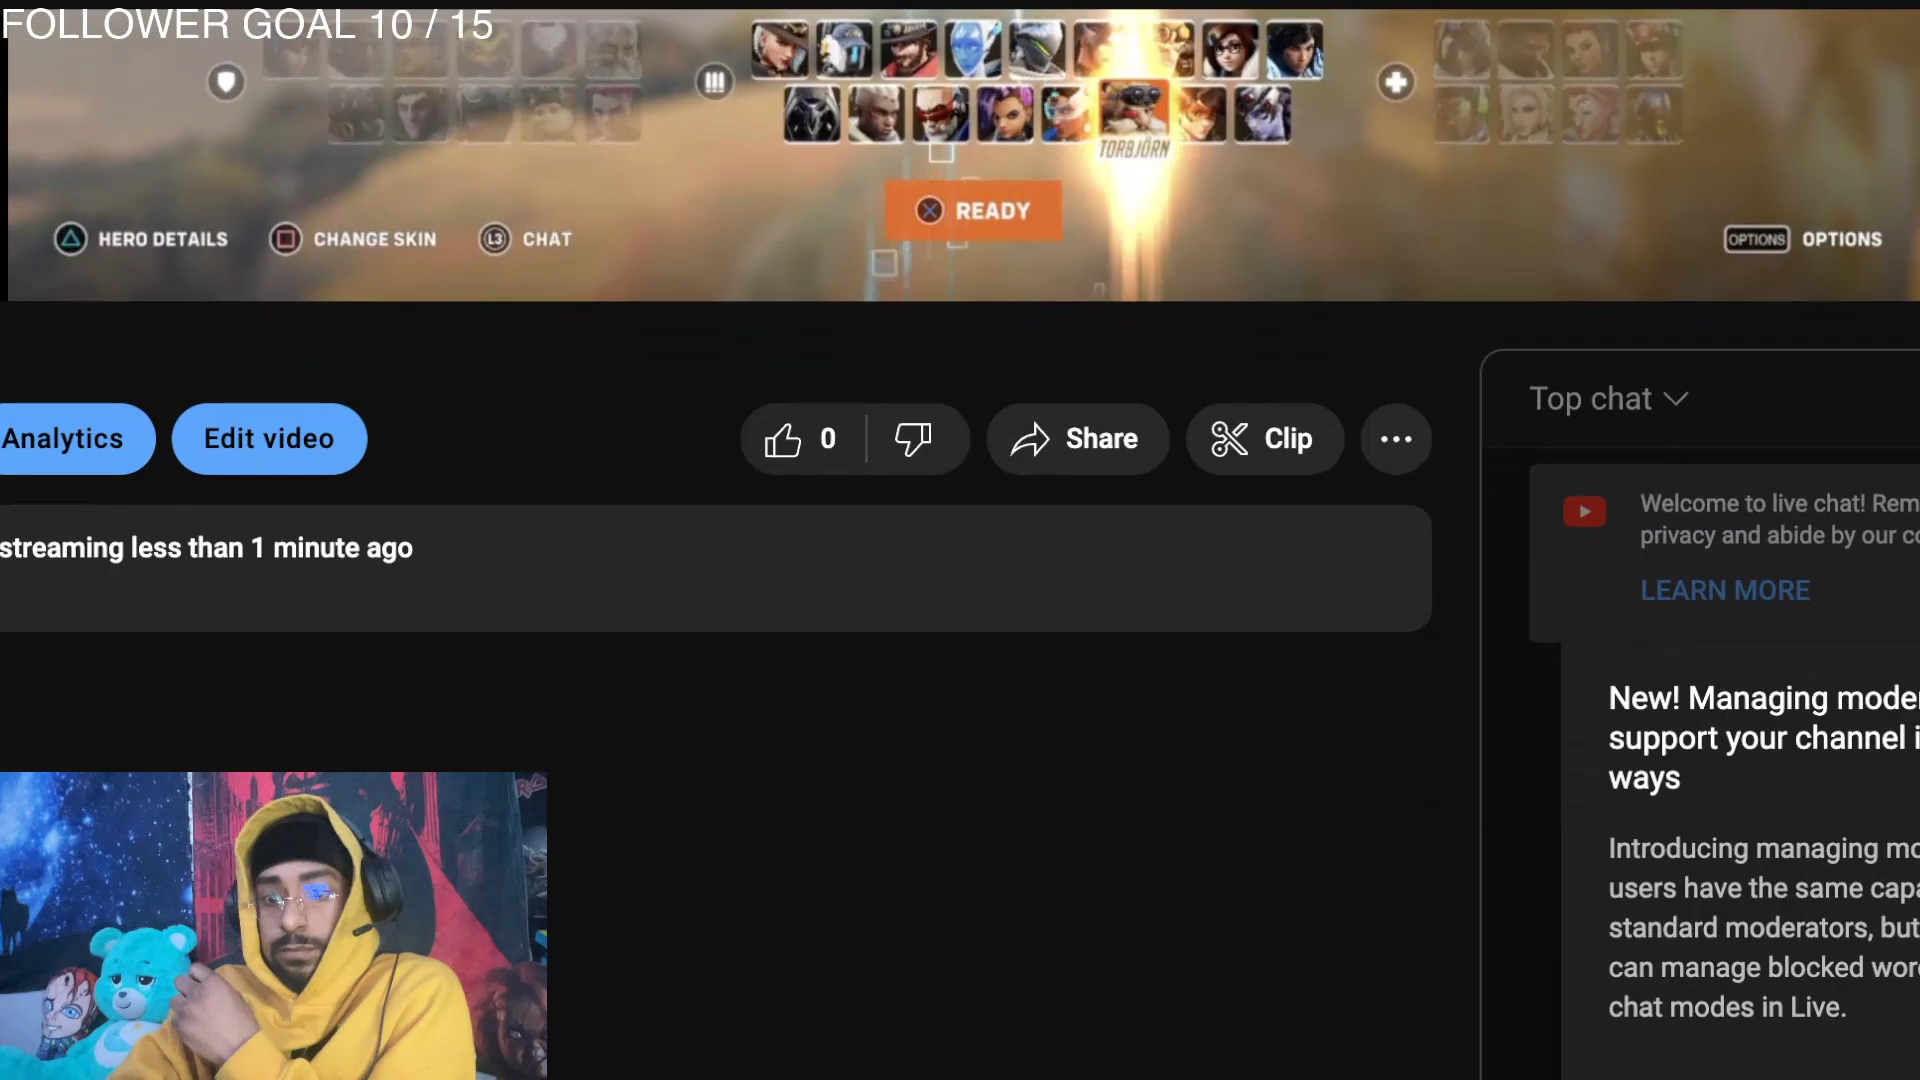 FOLLOWER GOAL 10 / 15
TORBJÖRN
READY
HERO DETAILS
CHANGE SKIN
L3 CHAT
OPTIONS OPTIONS
Analytics
Edit video
0
Share
Clip
Top chat
streaming less than 1 minute ago
Welcome to live chat! Rem
privacy and abide by our co
LEARN MORE
New! Managing moder
support your channel i
ways
Introducing managing mo
users have the same capa
standard moderators, but
can manage blocked word
chat modes in Live.